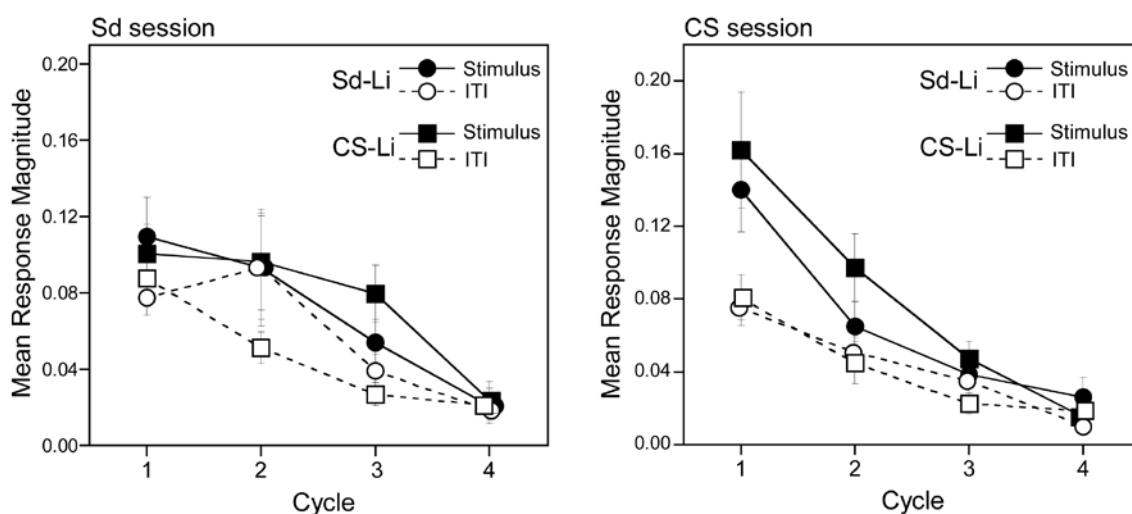 Sd session
Mean Response Magnitude
0.20
0.16
0.12
0.08
0.04
0.00
Sd-Li
Stimulus
ITI
CS-Li
Stimulus
ITI
1 2 3 4
Cycle
CS session
Mean Response Magnitude
0.20
0.16
0.12
0.08
0.04
0.00
Sd-Li
Stimulus
ITI
CS-Li
Stimulus
ITI
1 2 3 4
Cycle